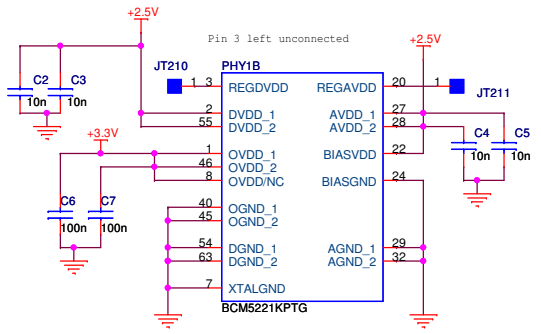 +2.5V
Pin 3 left unconnected
+2.5V
JT210 PHY1B
C2 C3 1 3 REGDVDD REGAVDD 20 1
10n 10n JT211
2 DVDD_1 AVDD_1 27
55 DVDD_2 AVDD_2 28
+3.3V C4 C5
1 OVDD_1 BIASVDD 22 10n 10n
46 OVDD_2
8 OVDD/NC BIASGND 24
C6 C7
100n 100n
40 OGND_1
45 OGND_2
54 DGND_1 AGND_1 29
63 DGND_2 AGND_2 32
7 XTALGND
BCM5221KPTG